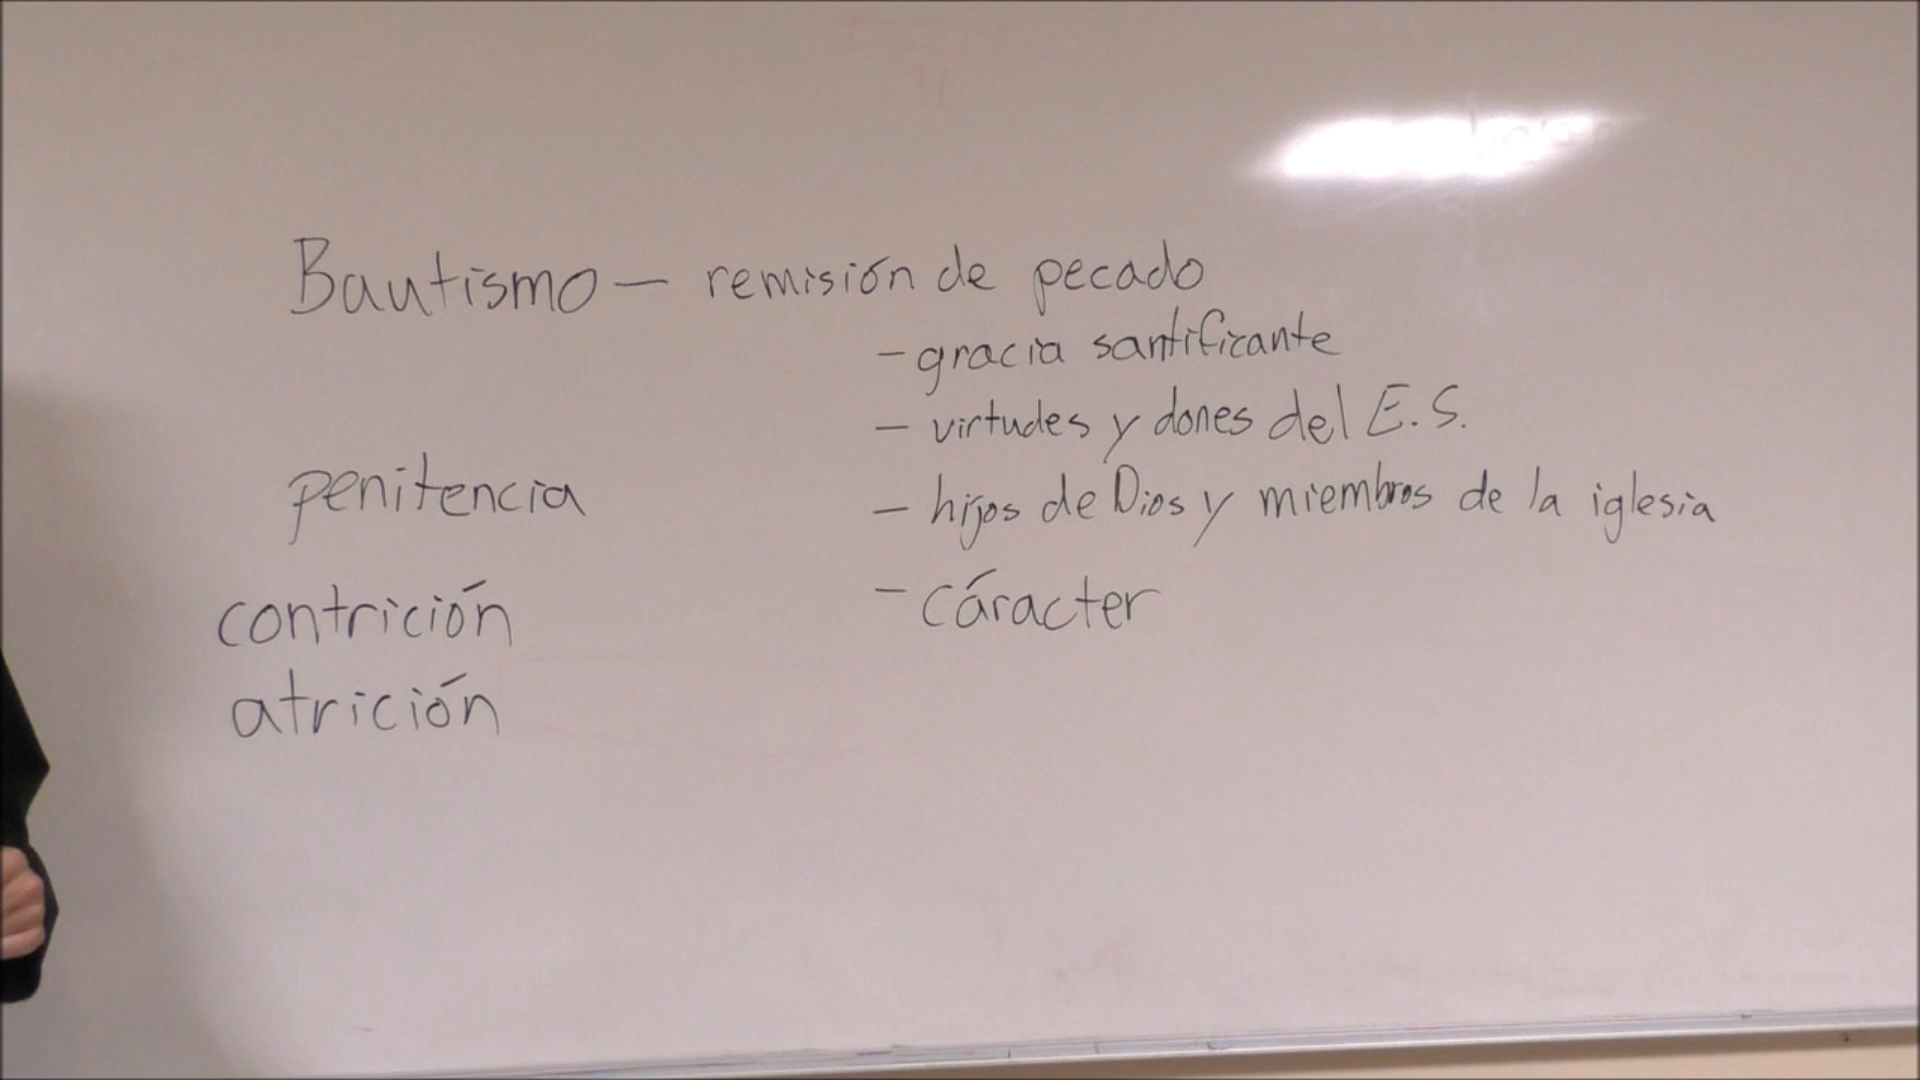 Bautismo — remisión de pecado
- gracia santificante
- virtudes y dones del E.S.
- hijos de Dios y miembros de la iglesia
- cáracter
penitencia
contrición
atrición